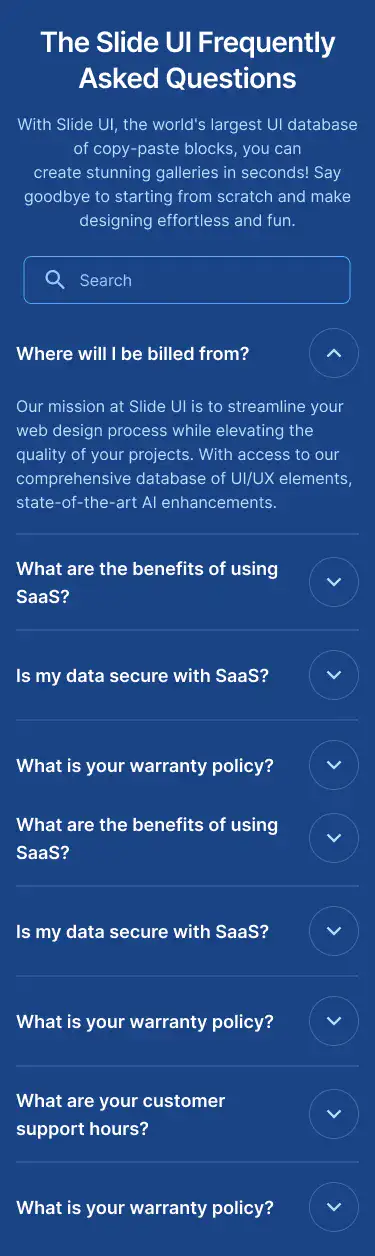 The Slide UI Frequently
Asked Questions
With Slide UI, the world's largest UI database
of copy-paste blocks, you can
create stunning galleries in seconds! Say
goodbye to starting from scratch and make
designing effortless and fun.
Search
Where will I be billed from?
Our mission at Slide UI is to streamline your
web design process while elevating the
quality of your projects. With access to our
comprehensive database of UI/UX elements,
state-of-the-art AI enhancements.
What are the benefits of using
SaaS?
Is my data secure with SaaS?
What is your warranty policy?
What are the benefits of using
SaaS?
Is my data secure with SaaS?
What is your warranty policy?
What are your customer
support hours?
What is your warranty policy?